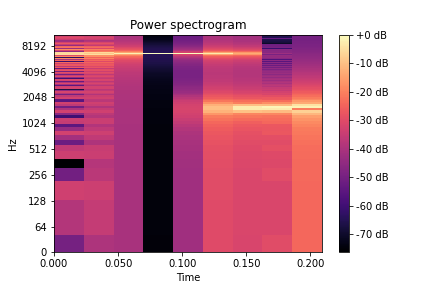 Power spectrogram
8192
4096
2048
1024
512
256
128
64
0
Hz
0.000 0.050 0.100 0.150 0.200
Time
+0 dB
-10 dB
-20 dB
-30 dB
-40 dB
-50 dB
-60 dB
-70 dB